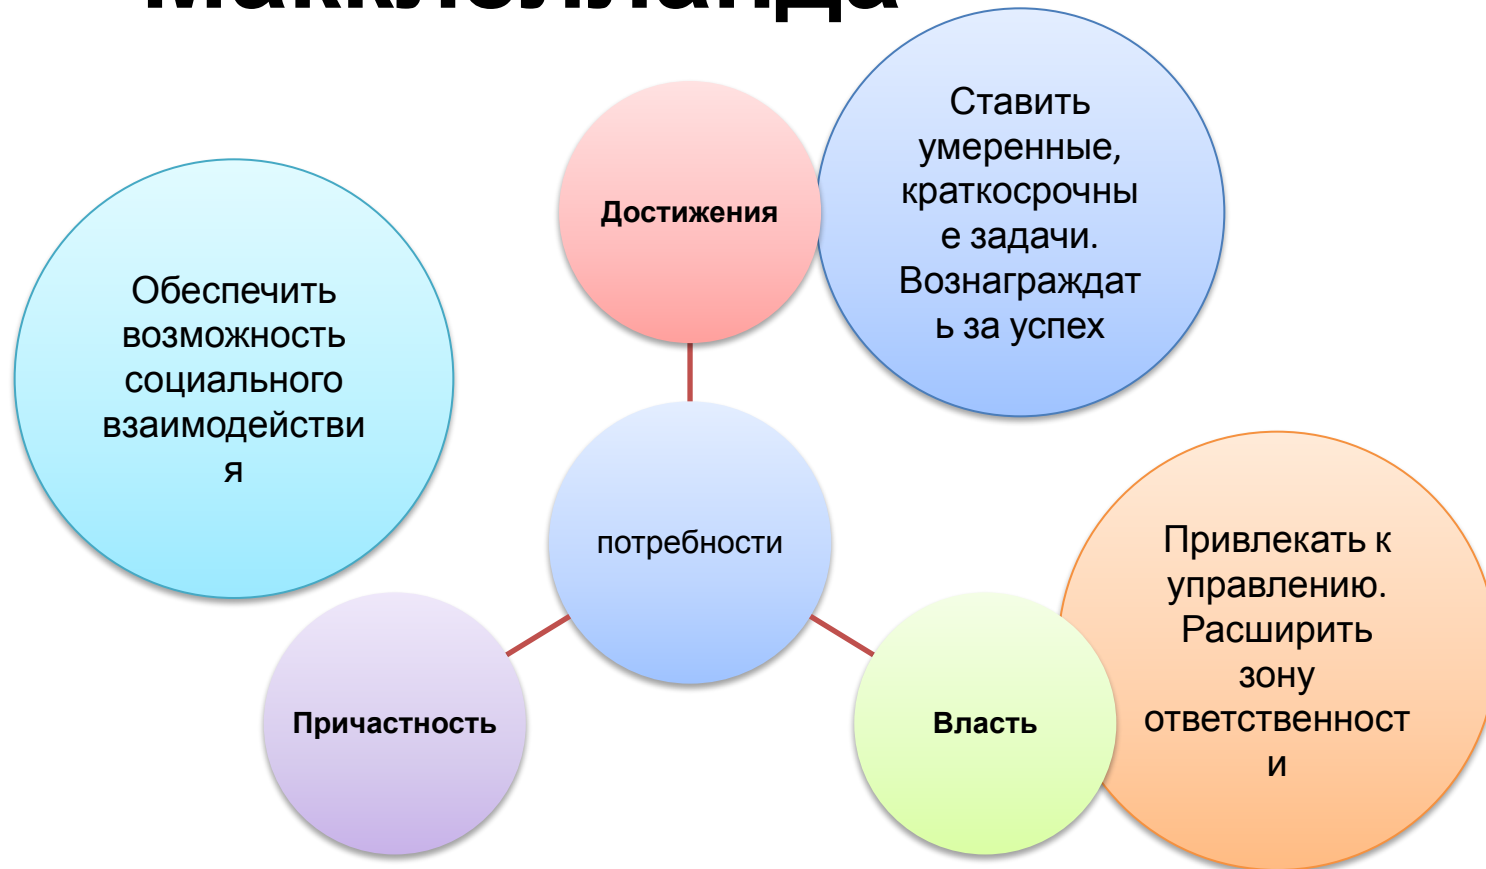 Макклелланда
Достижения
Ставить
умеренные,
краткосрочны
е задачи.
Вознаграждат
ь за успех
Обеспечить
возможность
социального
взаимодействи
я
потребности
Причастность
Власть
Привлекать к
управлению.
Расширить
зону
ответственност
и